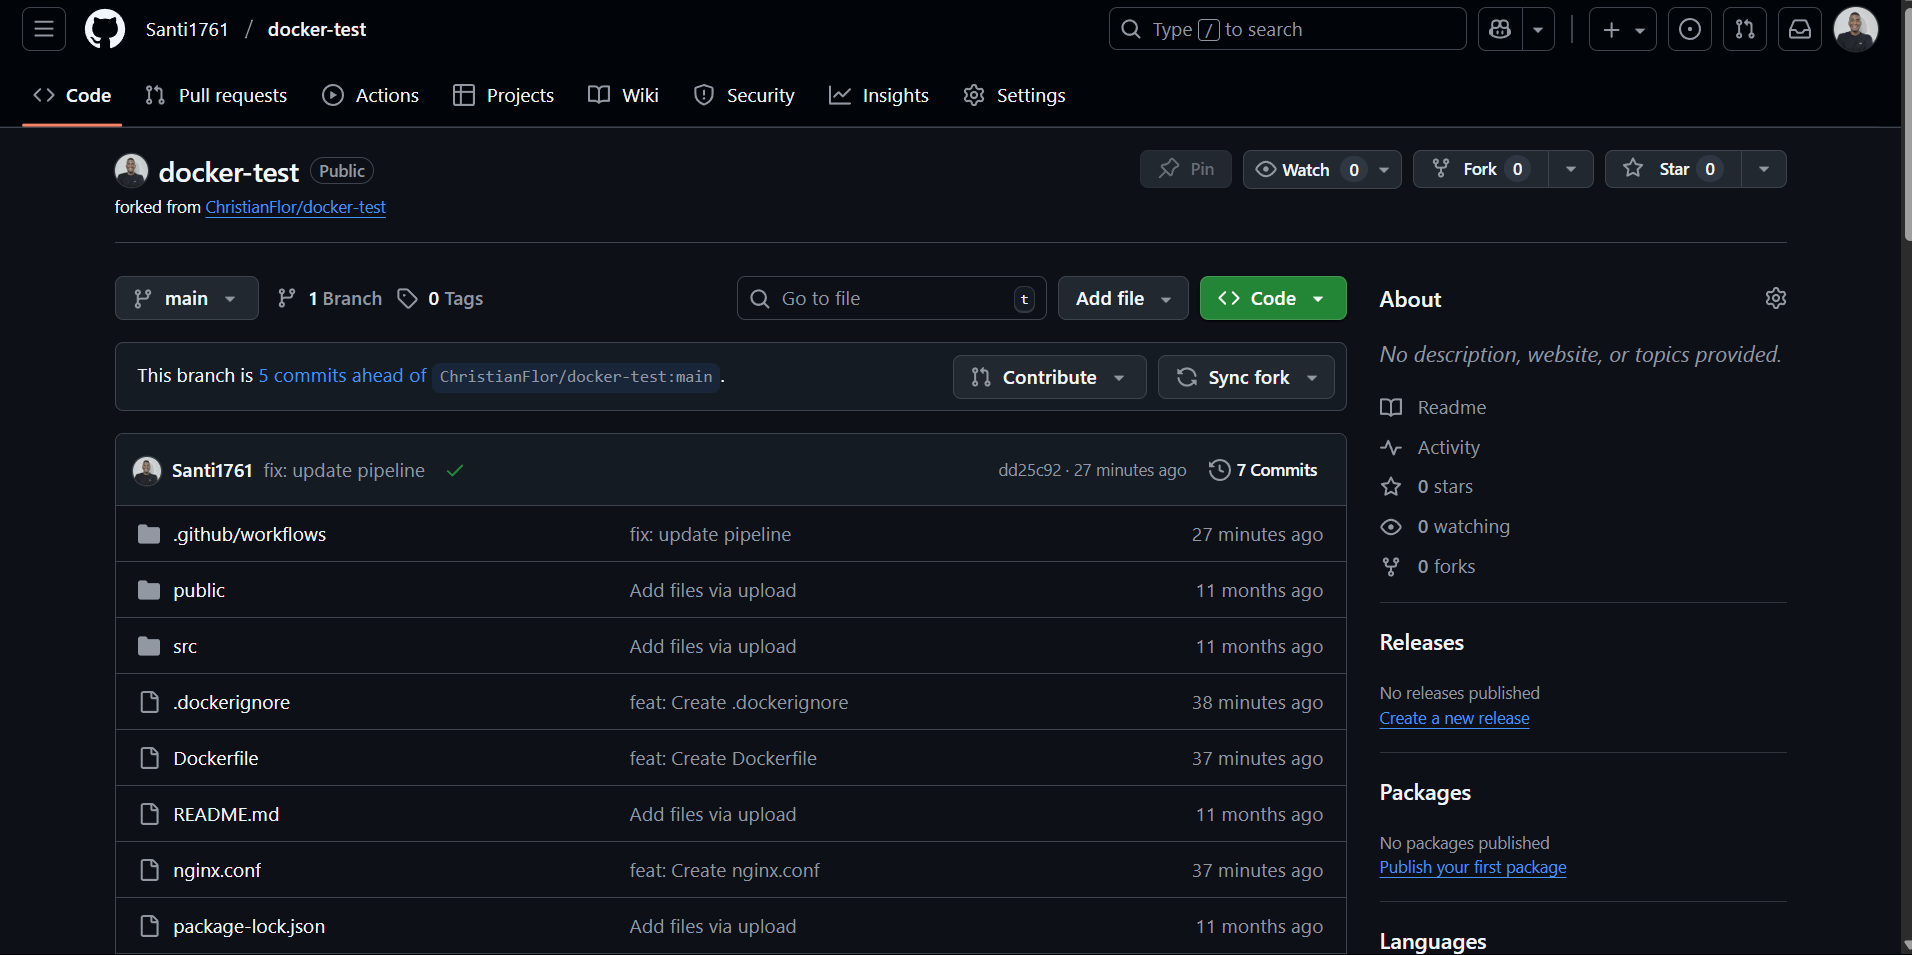 Santi1761 / docker-test
Type / to search
Code
Pull requests
Actions
Projects
Wiki
Security
Insights
Settings
docker-test
Public
Pin
Watch 0
Fork 0
Star 0
forked from ChristianFlor/docker-test
main
1 Branch
0 Tags
Go to file
t
Add file
Code
This branch is 5 commits ahead of ChristianFlor/docker-test:main .
Contribute
Sync fork
Santi1761 fix: update pipeline
dd25c92 · 27 minutes ago
7 Commits
.github/workflows fix: update pipeline 27 minutes ago
public Add files via upload 11 months ago
src Add files via upload 11 months ago
.dockerignore feat: Create .dockerignore 38 minutes ago
Dockerfile feat: Create Dockerfile 37 minutes ago
README.md Add files via upload 11 months ago
nginx.conf feat: Create nginx.conf 37 minutes ago
package-lock.json Add files via upload 11 months ago
About
No description, website, or topics provided.
Readme
Activity
0 stars
0 watching
0 forks
Releases
No releases published
Create a new release
Packages
No packages published
Publish your first package
Languages